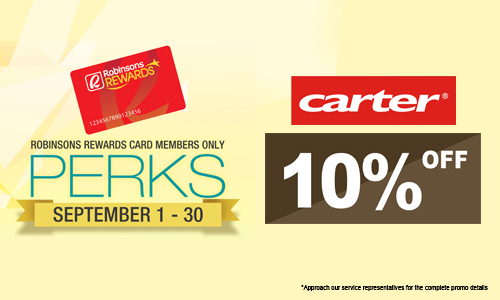 Robinsons
REWARDS
1234567890123456
ROBINSONS REWARDS CARD MEMBERS ONLY
PERKS
SEPTEMBER 1 - 30
carter®
10% OFF
*Approach our service representatives for the complete promo details